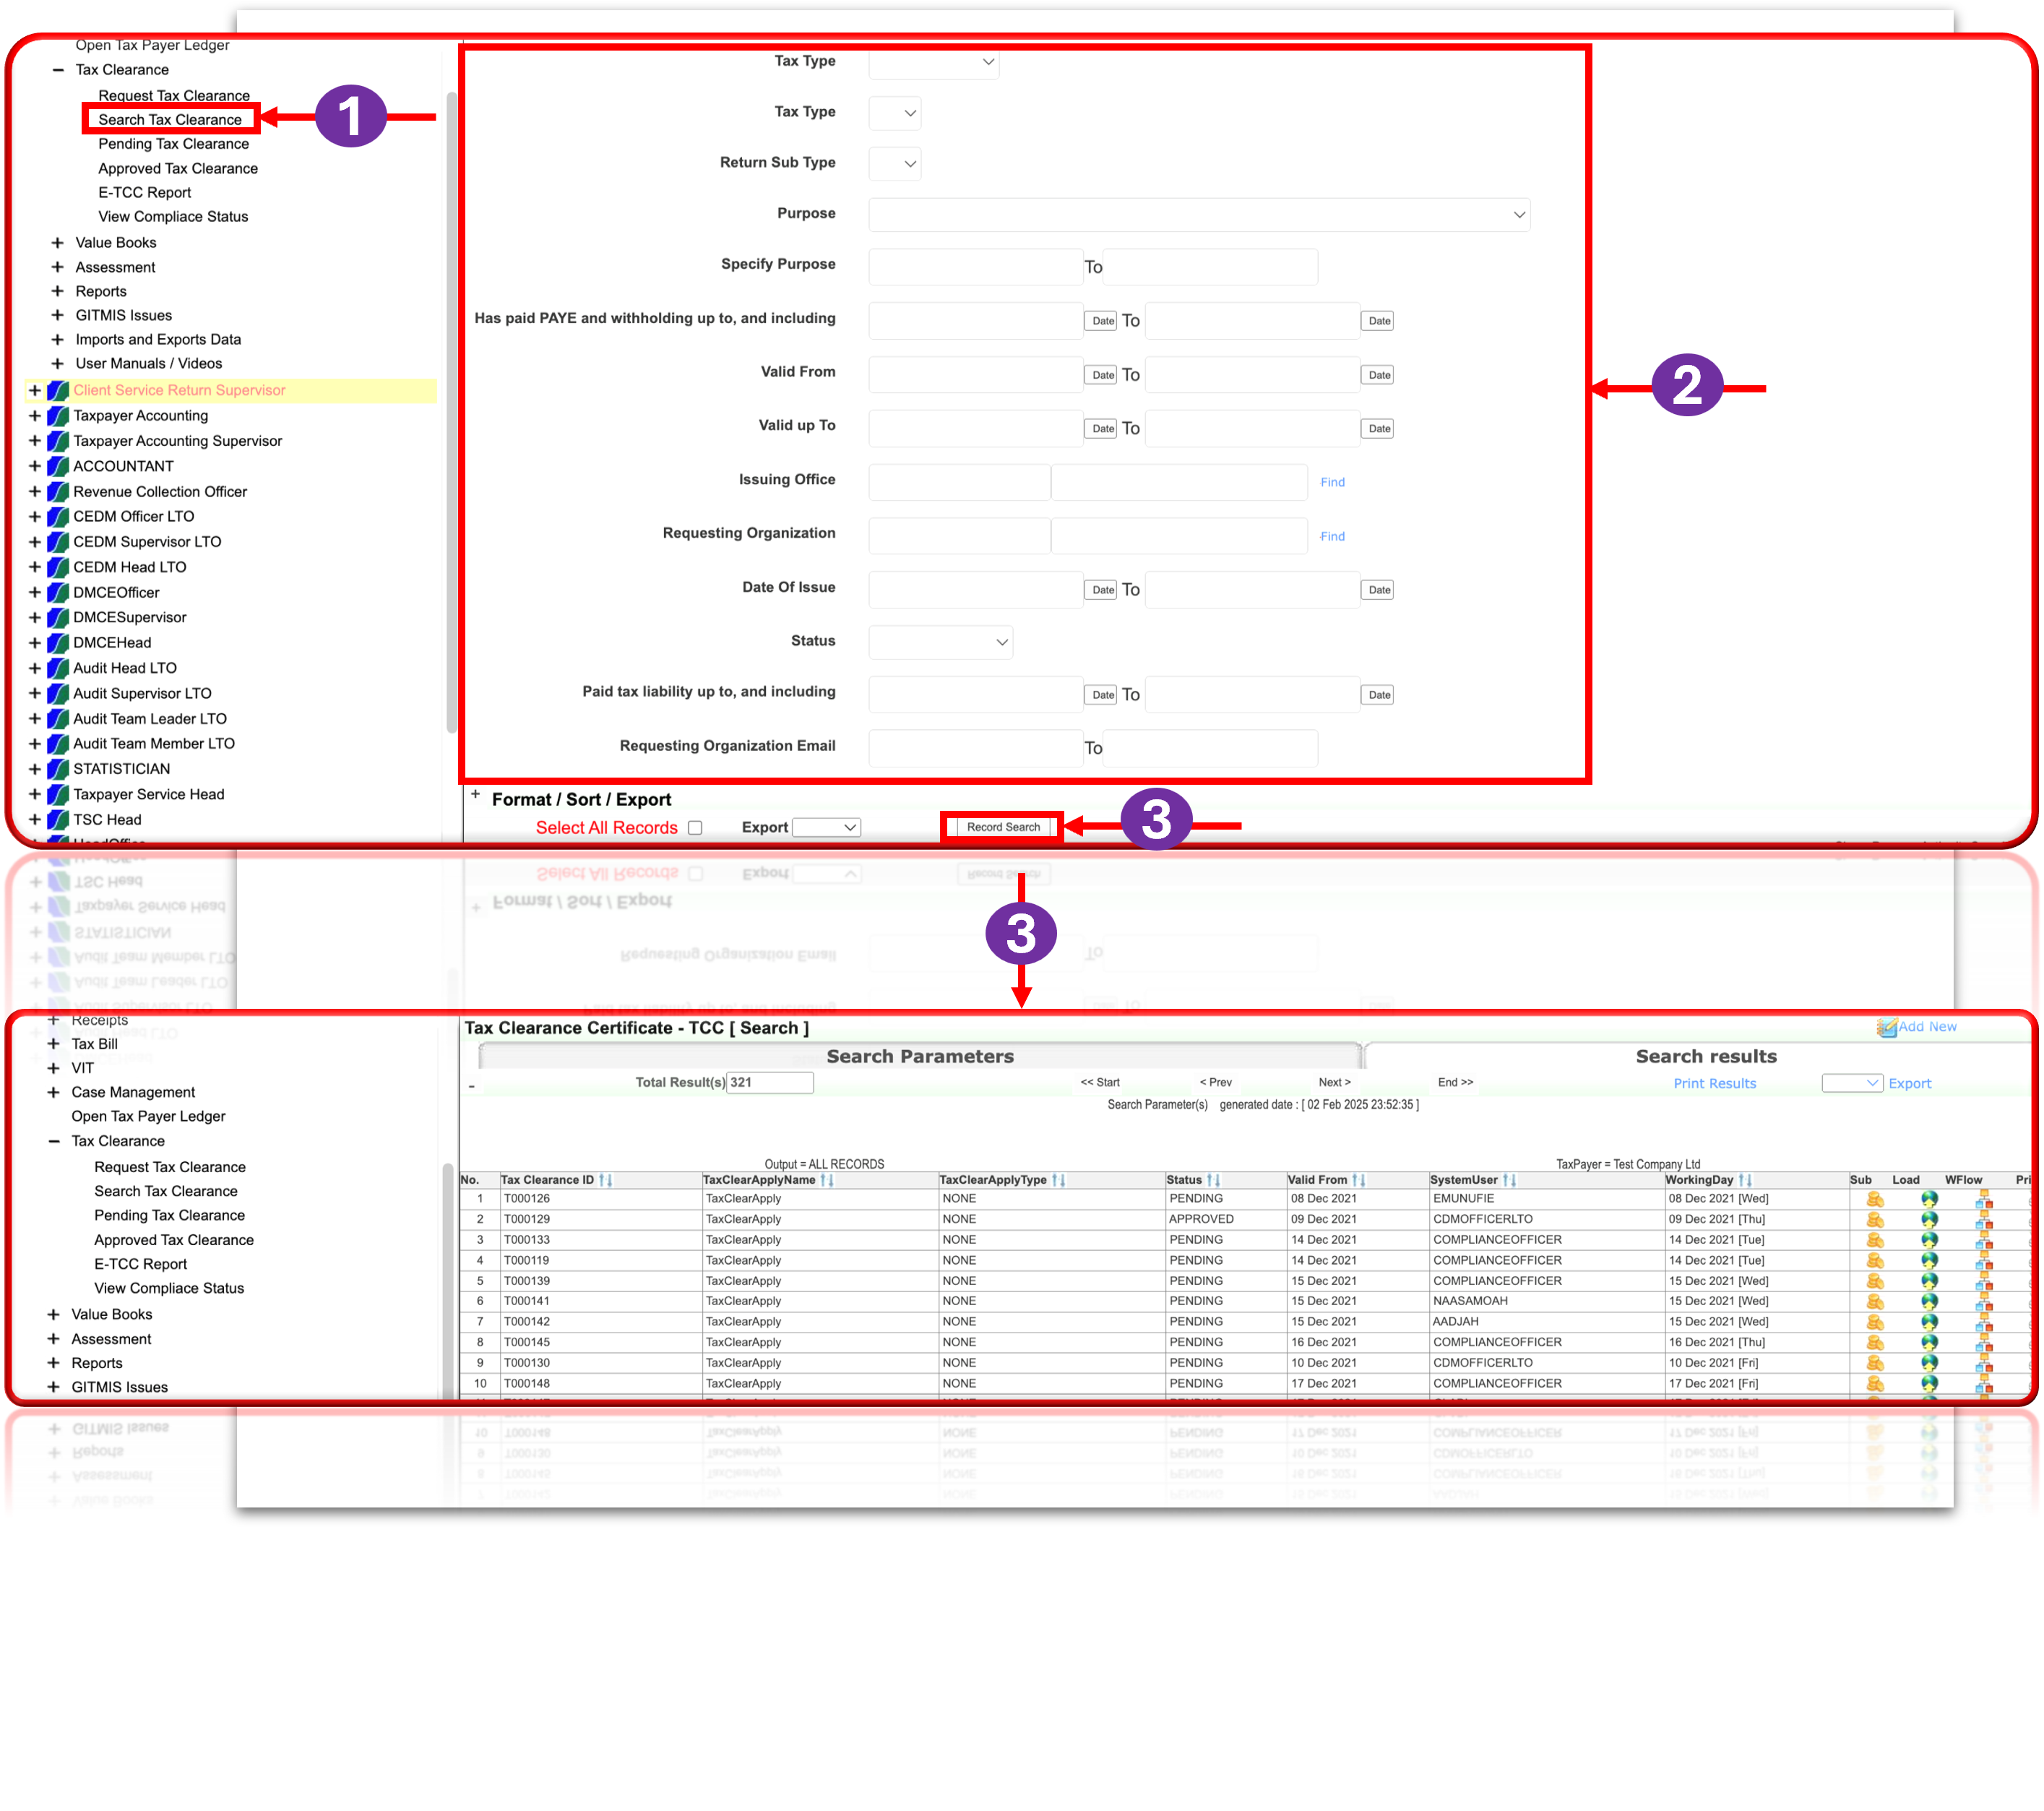 Open Tax Payer Ledger
Tax Clearance
Request Tax Clearance
Search Tax Clearance
Pending Tax Clearance
Approved Tax Clearance
E-TCC Report
View Compliace Status
Value Books
Assessment
Reports
GITMIS Issues
Imports and Exports Data
User Manuals / Videos
Client Service Return Supervisor
Taxpayer Accounting
Taxpayer Accounting Supervisor
ACCOUNTANT
Revenue Collection Officer
CEDM Officer LTO
CEDM Supervisor LTO
CEDM Head LTO
DMCEOfficer
DMCESupervisor
DMCEHead
Audit Head LTO
Audit Supervisor LTO
Audit Team Leader LTO
Audit Team Member LTO
STATISTICIAN
Taxpayer Service Head
TSC Head
1
Tax Type
Tax Type
Return Sub Type
Purpose
Specify Purpose To
Has paid PAYE and withholding up to, and including Date To Date
Valid From Date To Date
Valid up To Date To Date
Issuing Office Find
Requesting Organization Find
Date Of Issue Date To Date
Status
Paid tax liability up to, and including Date To Date
Requesting Organization Email To
2
+ Format / Sort / Export
Select All Records Export Record Search
3
3
Receipts
Tax Bill
VIT
Case Management
Open Tax Payer Ledger
Tax Clearance
Request Tax Clearance
Search Tax Clearance
Pending Tax Clearance
Approved Tax Clearance
E-TCC Report
View Compliace Status
Value Books
Assessment
Reports
GITMIS Issues
Tax Clearance Certificate - TCC [ Search ] Add New
Search Parameters Search results
- Total Result(s) 321 << Start < Prev Next > End >> Print Results Export
Search Parameter(s) generated date : [ 02 Feb 2025 23:52:35 ]
Output = ALL RECORDS TaxPayer = Test Company Ltd
No. Tax Clearance ID TaxClearApplyName TaxClearApplyType Status Valid From SystemUser WorkingDay Sub Load WFlow Pri
1 T000126 TaxClearApply NONE PENDING 08 Dec 2021 EMUNUFIE 08 Dec 2021 [Wed]
2 T000129 TaxClearApply NONE APPROVED 09 Dec 2021 CDMOFFICERLTO 09 Dec 2021 [Thu]
3 T000133 TaxClearApply NONE PENDING 14 Dec 2021 COMPLIANCEOFFICER 14 Dec 2021 [Tue]
4 T000119 TaxClearApply NONE PENDING 14 Dec 2021 COMPLIANCEOFFICER 14 Dec 2021 [Tue]
5 T000139 TaxClearApply NONE PENDING 15 Dec 2021 COMPLIANCEOFFICER 15 Dec 2021 [Wed]
6 T000141 TaxClearApply NONE PENDING 15 Dec 2021 NAASAMOAH 15 Dec 2021 [Wed]
7 T000142 TaxClearApply NONE PENDING 15 Dec 2021 AADJAH 15 Dec 2021 [Wed]
8 T000145 TaxClearApply NONE PENDING 16 Dec 2021 COMPLIANCEOFFICER 16 Dec 2021 [Thu]
9 T000130 TaxClearApply NONE PENDING 10 Dec 2021 CDMOFFICERLTO 10 Dec 2021 [Fri]
10 T000148 TaxClearApply NONE PENDING 17 Dec 2021 COMPLIANCEOFFICER 17 Dec 2021 [Fri]